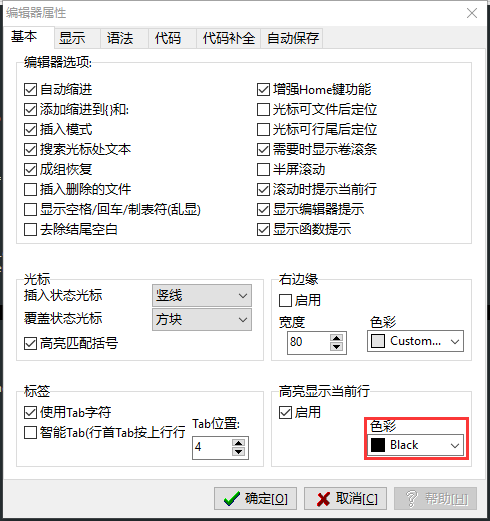 编辑器属性
基本 显示 语法 代码 代码补全 自动保存
编辑器选项:
自动缩进
添加缩进到{}和:
插入模式
搜索光标处文本
成组恢复
插入删除的文件
显示空格/回车/制表符(乱显)
去除结尾空白
增强Home键功能
光标可文件后定位
光标可行尾后定位
需要时显示卷滚条
半屏滚动
滚动时提示当前行
显示编辑器提示
显示函数提示
光标
插入状态光标 竖线
覆盖状态光标 方块
高亮匹配括号
右边缘
启用
宽度 色彩
80 Custom...
标签
使用Tab字符
智能Tab(行首Tab按上行行
Tab位置:
4
高亮显示当前行
启用
色彩
Black
确定[O] 取消[C] 帮助[H]